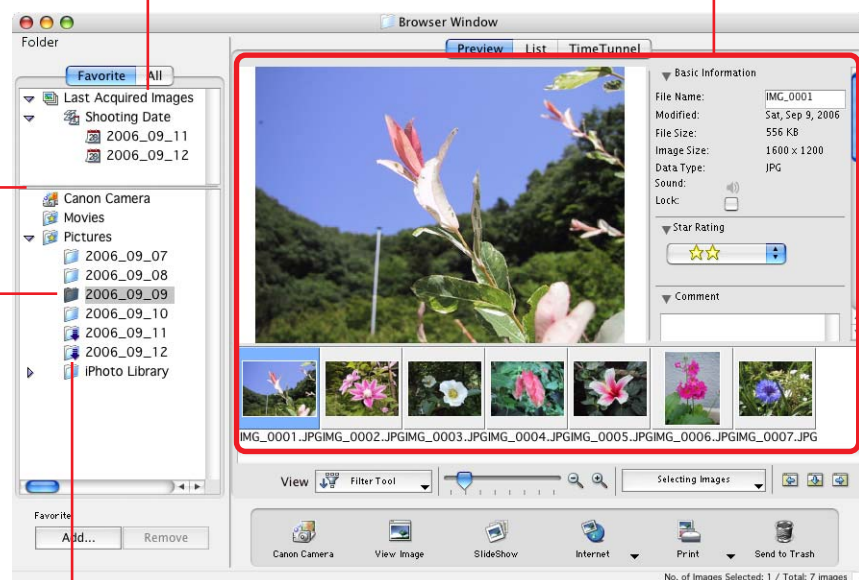 Browser Window
Folder
Favorite All
Last Acquired Images
Shooting Date
2006_09_11
2006_09_12
Canon Camera
Movies
Pictures
2006_09_07
2006_09_08
2006_09_09
2006_09_10
2006_09_11
2006_09_12
iPhoto Library
Favorite
Add... Remove
Preview List TimeTunnel
Basic Information
File Name: IMG_0001
Modified: Sat, Sep 9, 2006
File Size: 556 KB
Image Size: 1600 x 1200
Data Type: JPG
Sound:
Lock:
Star Rating
Comment
IMG_0001.JPG IMG_0002.JPG IMG_0003.JPG IMG_0004.JPG IMG_0005.JPG IMG_0006.JPG IMG_0007.JPG
View Filter Tool Selecting Images
Canon Camera View Image SlideShow Internet Print Send to Trash
No. of Images Selected: 1 / Total: 7 images